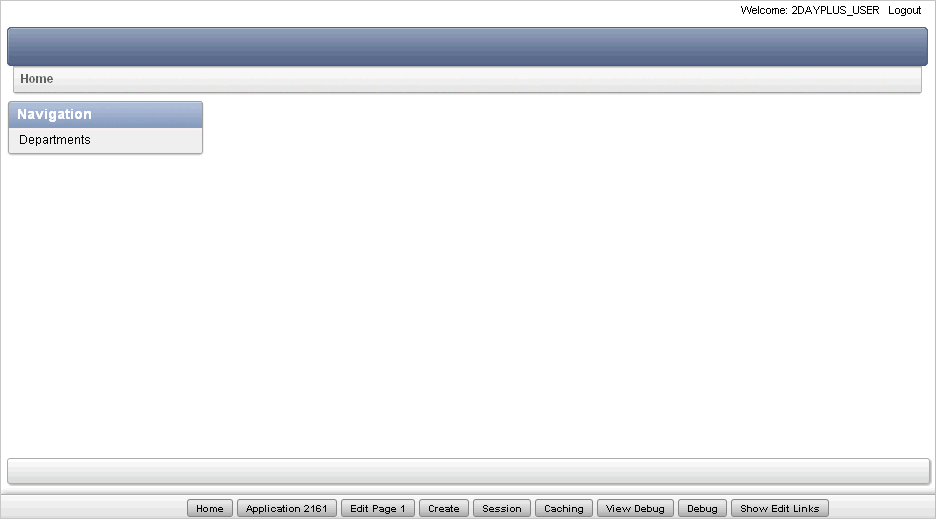 Welcome: 2DAYPLUS_USER Logout
Home
Navigation
Departments
Home Application 2161 Edit Page 1 Create Session Caching View Debug Debug Show Edit Links